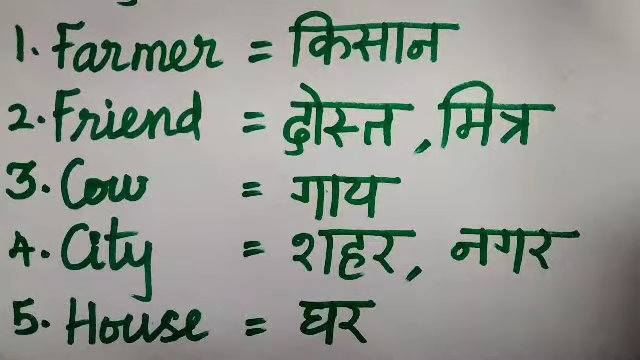 1. Farmer = किसान
2. Friend = दोस्त, मित्र
3. Cow = गाय
4. City = शहर, नगर
5. House = घर